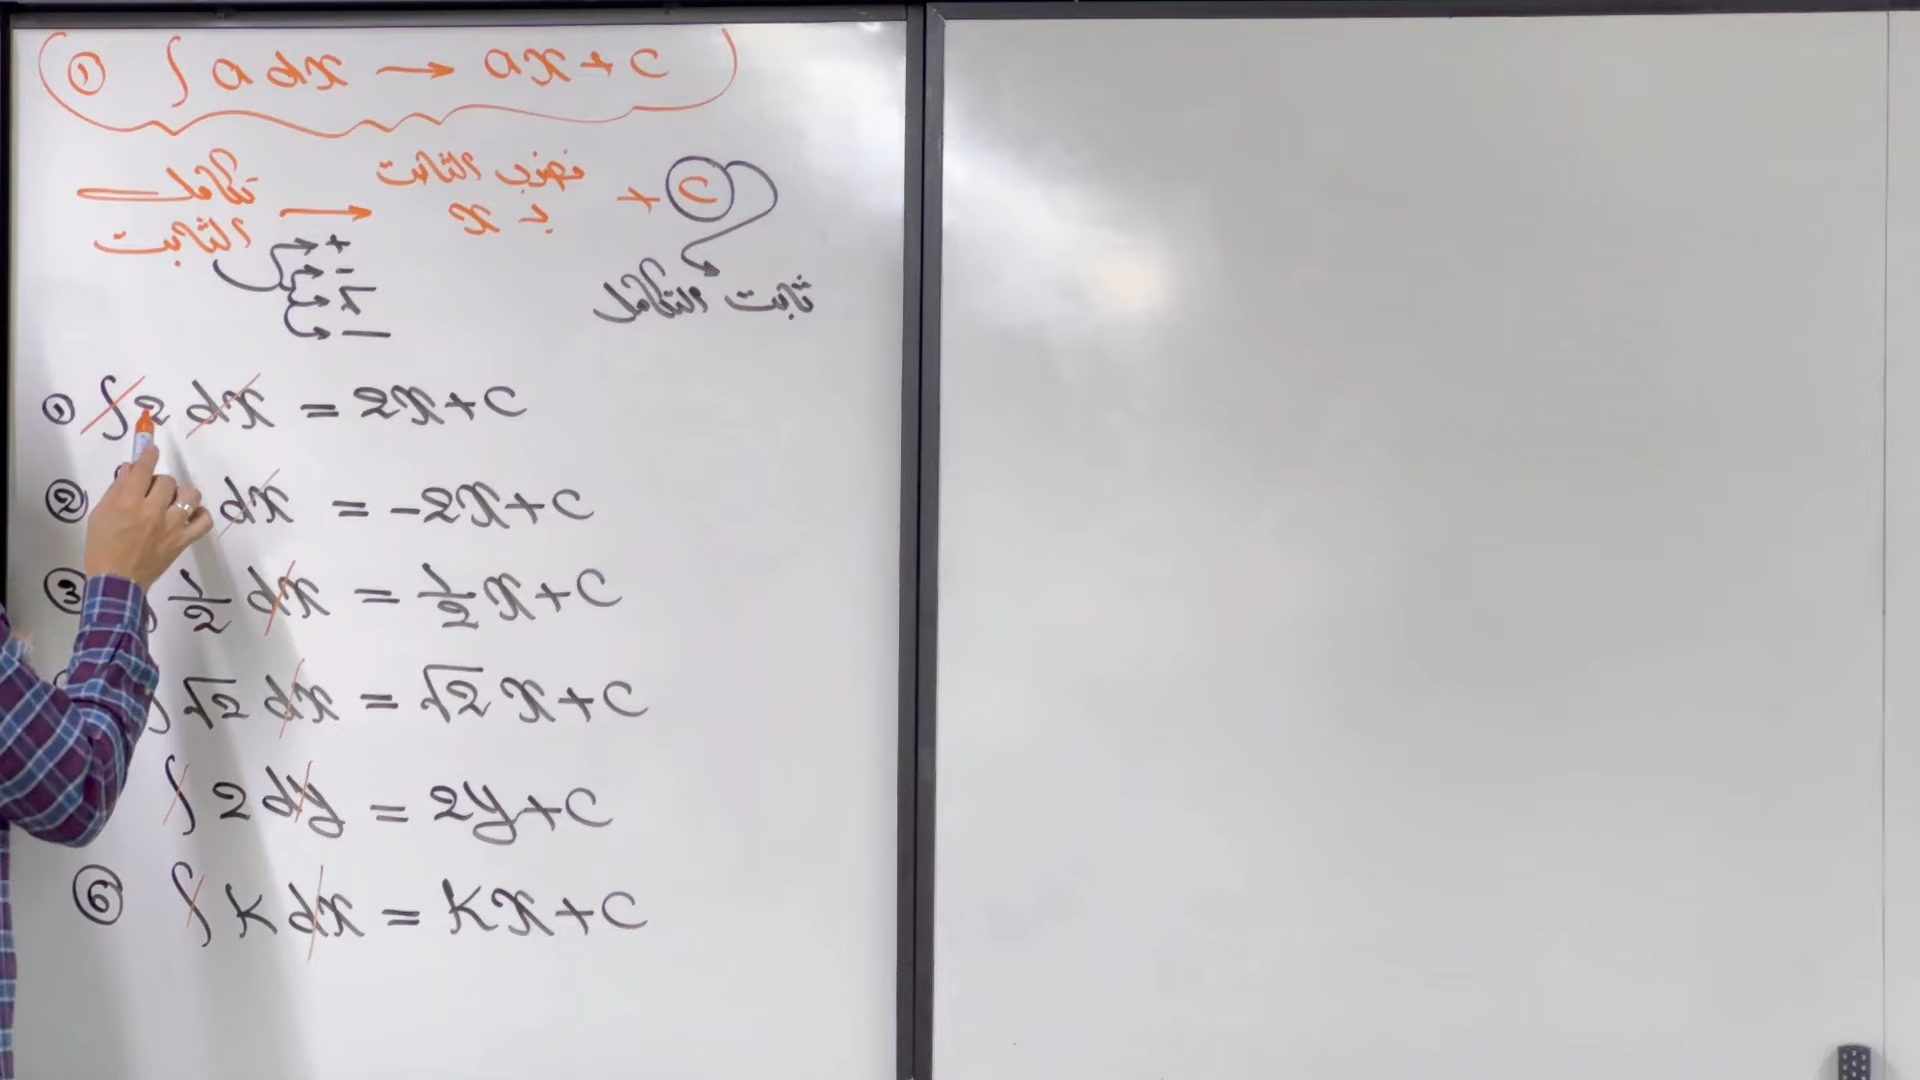 ① ∫ a dx → ax + c
تكامل الثابت → نضرب الثابت بـ x + c
+
-
√
—
ثابت التكامل
① ∫ 2 dx = 2x + c
② dx = -2x + c
③ ∫ 1/2 dx = 1/2 x + c
∫ √2 dx = √2 x + c
∫ 2 dy = 2y + c
⑥ ∫ k dx = kx + c